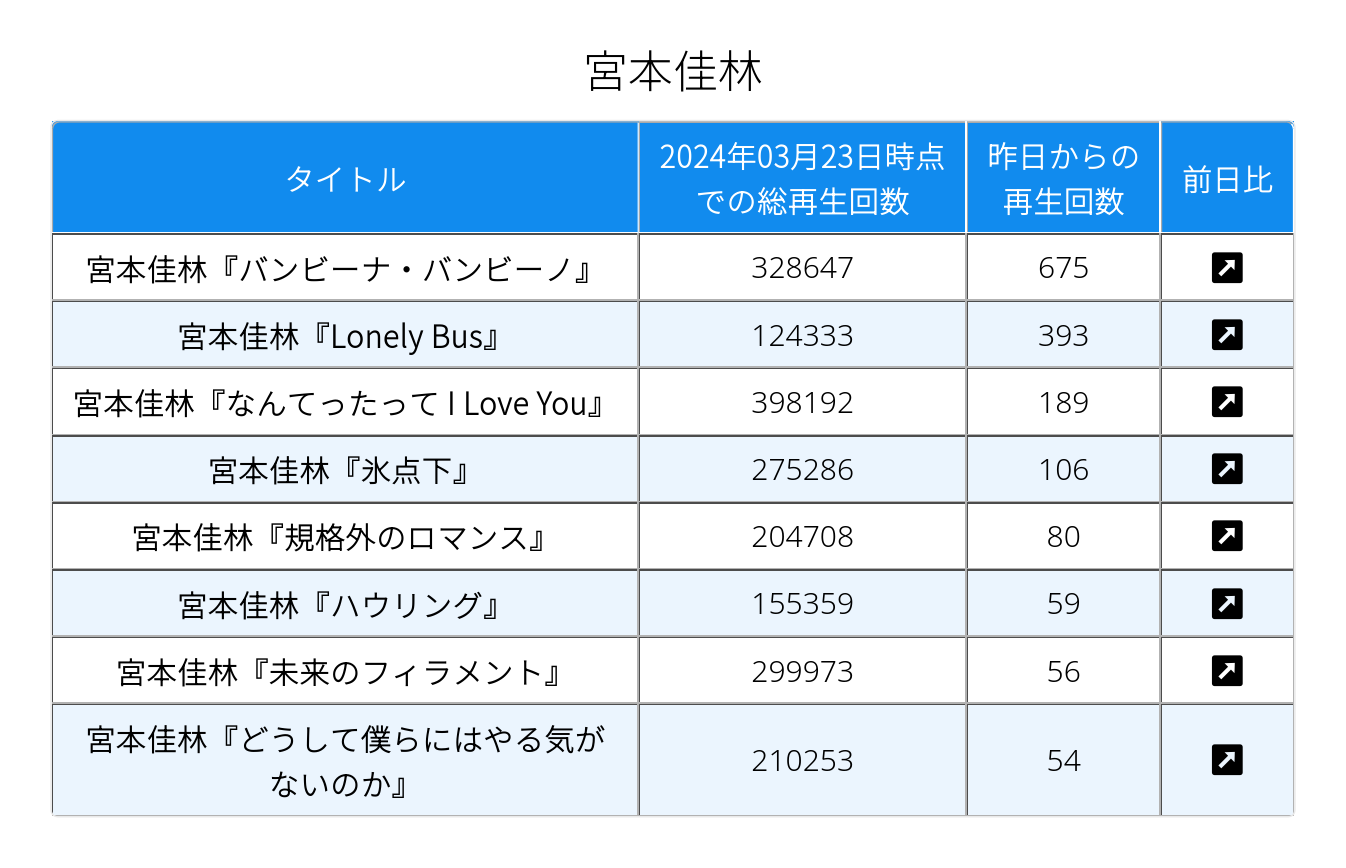 宮本佳林
タイトル
2024年03月23日時点
での総再生回数
昨日からの
再生回数
前日比
宮本佳林『バンビーナ・バンビーノ』
328647
675
宮本佳林『Lonely Bus』
124333
393
宮本佳林『なんてったって I Love You』
398192
189
宮本佳林『氷点下』
275286
106
宮本佳林『規格外のロマンス』
204708
80
宮本佳林『ハウリング』
155359
59
宮本佳林『未来のフィラメント』
299973
56
宮本佳林『どうして僕らにはやる気が
ないのか』
210253
54